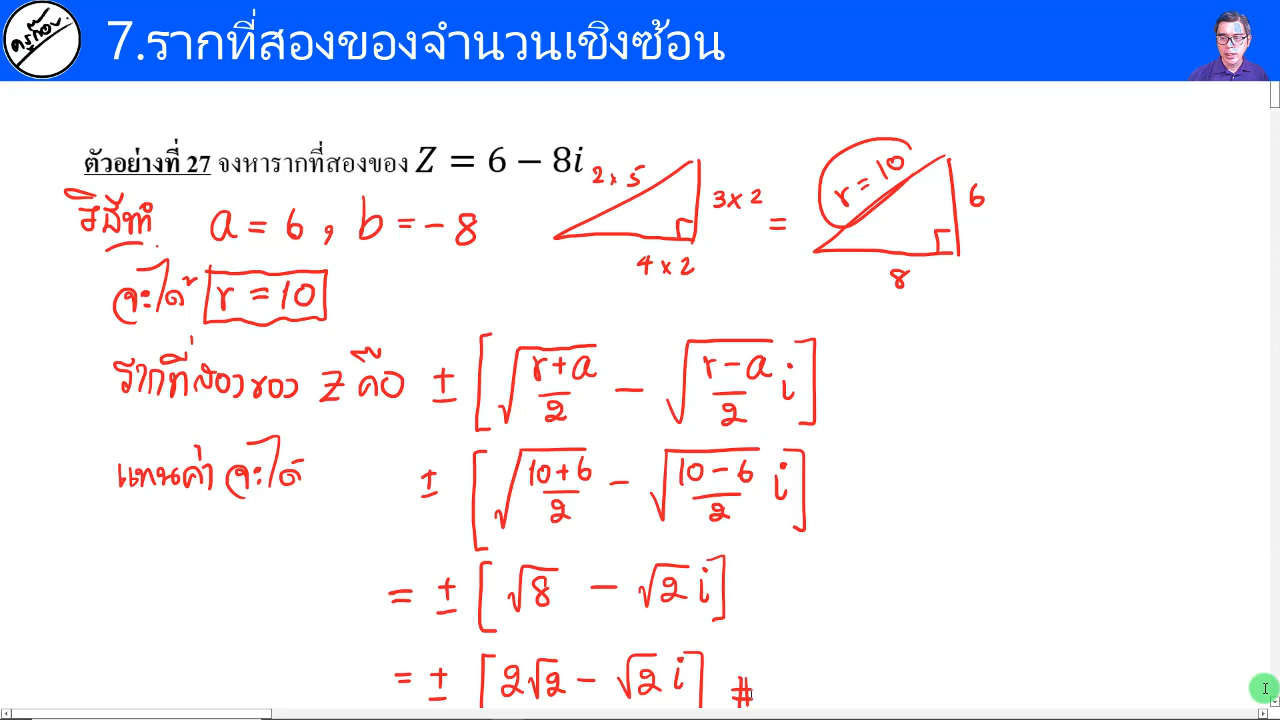 ครูก๊อบ
7.รากที่สองของจำนวนเชิงซ้อน
ตัวอย่างที่ 27 จงหารากที่สองของ Z = 6 − 8i
วิธีทำ a = 6 , b = −8
2 × 5
3 × 2
4 × 2
=
r = 10
6
8
จะได้ r = 10
รากที่สองของ Z คือ ± [√((r+a)/2) − √((r−a)/2) i]
แทนค่า จะได้ ± [√((10+6)/2) − √((10−6)/2) i]
= ± [√8 − √2 i]
= ± [2√2 − √2 i] #